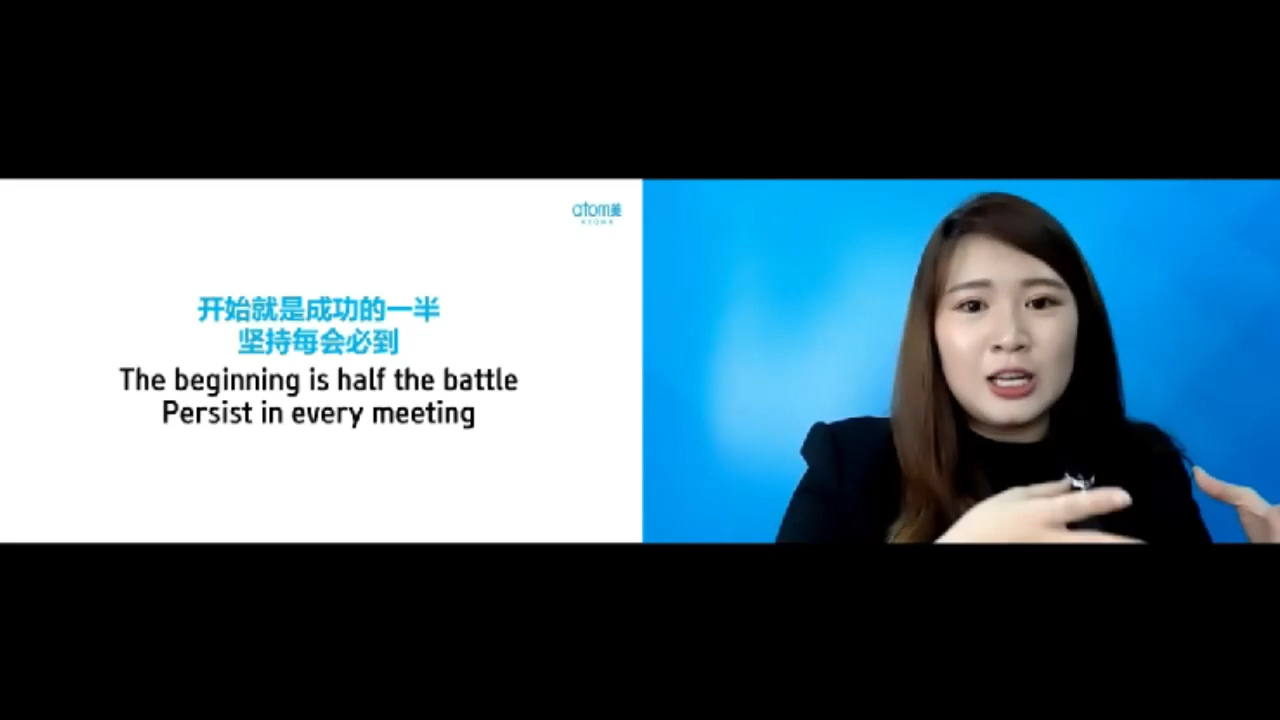 atom美
开始就是成功的一半
坚持每会必到
The beginning is half the battle
Persist in every meeting